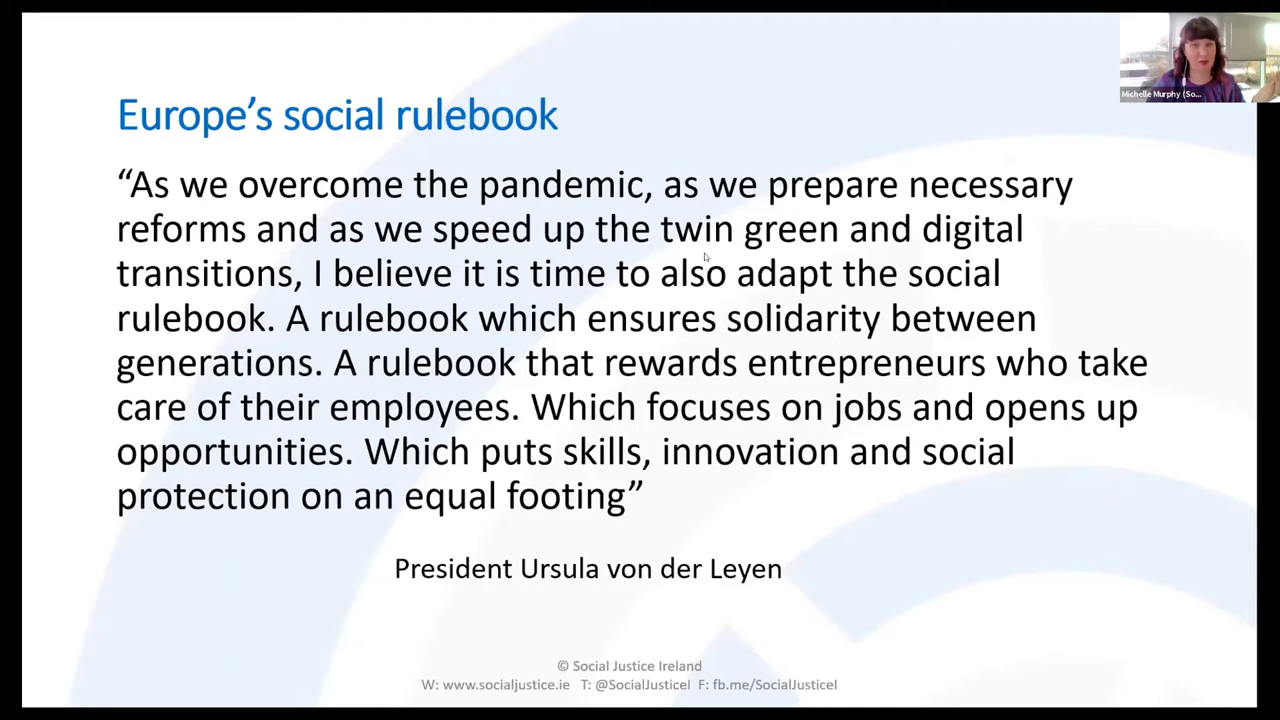 Michelle Murphy (So...
Europe's social rulebook
“As we overcome the pandemic, as we prepare necessary
reforms and as we speed up the twin green and digital
transitions, I believe it is time to also adapt the social
rulebook. A rulebook which ensures solidarity between
generations. A rulebook that rewards entrepreneurs who take
care of their employees. Which focuses on jobs and opens up
opportunities. Which puts skills, innovation and social
protection on an equal footing”
President Ursula von der Leyen
© Social Justice Ireland
W: www.socialjustice.ie T: @SocialJusticeI F: fb.me/SocialJusticeI